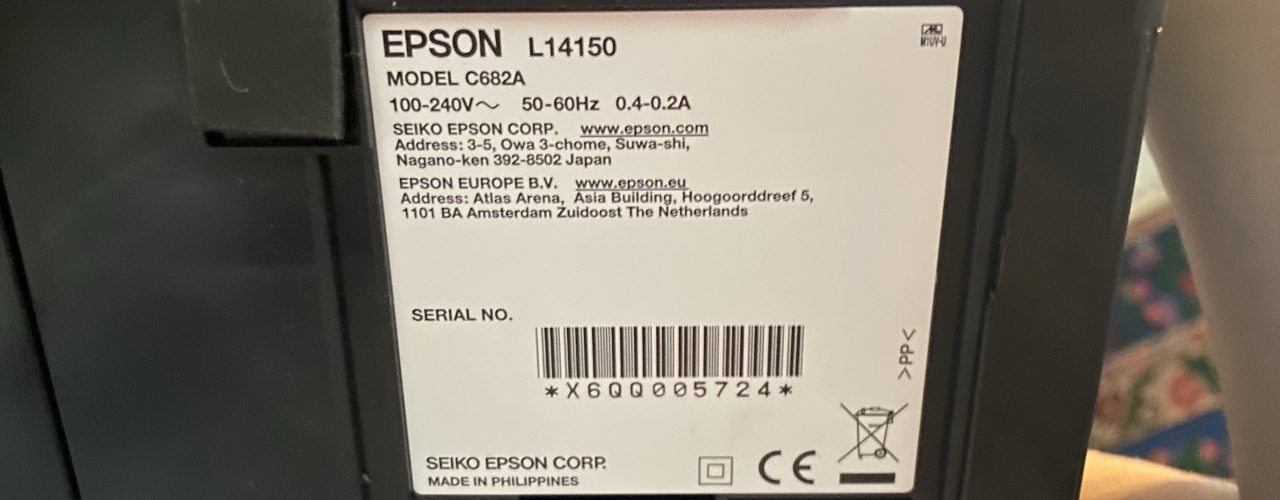 EPSON L14150
MODEL C682A
100-240V～ 50-60Hz 0.4-0.2A
SEIKO EPSON CORP. www.epson.com
Address: 3-5, Owa 3-chome, Suwa-shi,
Nagano-ken 392-8502 Japan
EPSON EUROPE B.V. www.epson.eu
Address: Atlas Arena, Asia Building, Hoogoorddreef 5,
1101 BA Amsterdam Zuidoost The Netherlands
SERIAL NO.
*X6QQ005724*
>PP<
SEIKO EPSON CORP.
MADE IN PHILIPPINES
CE